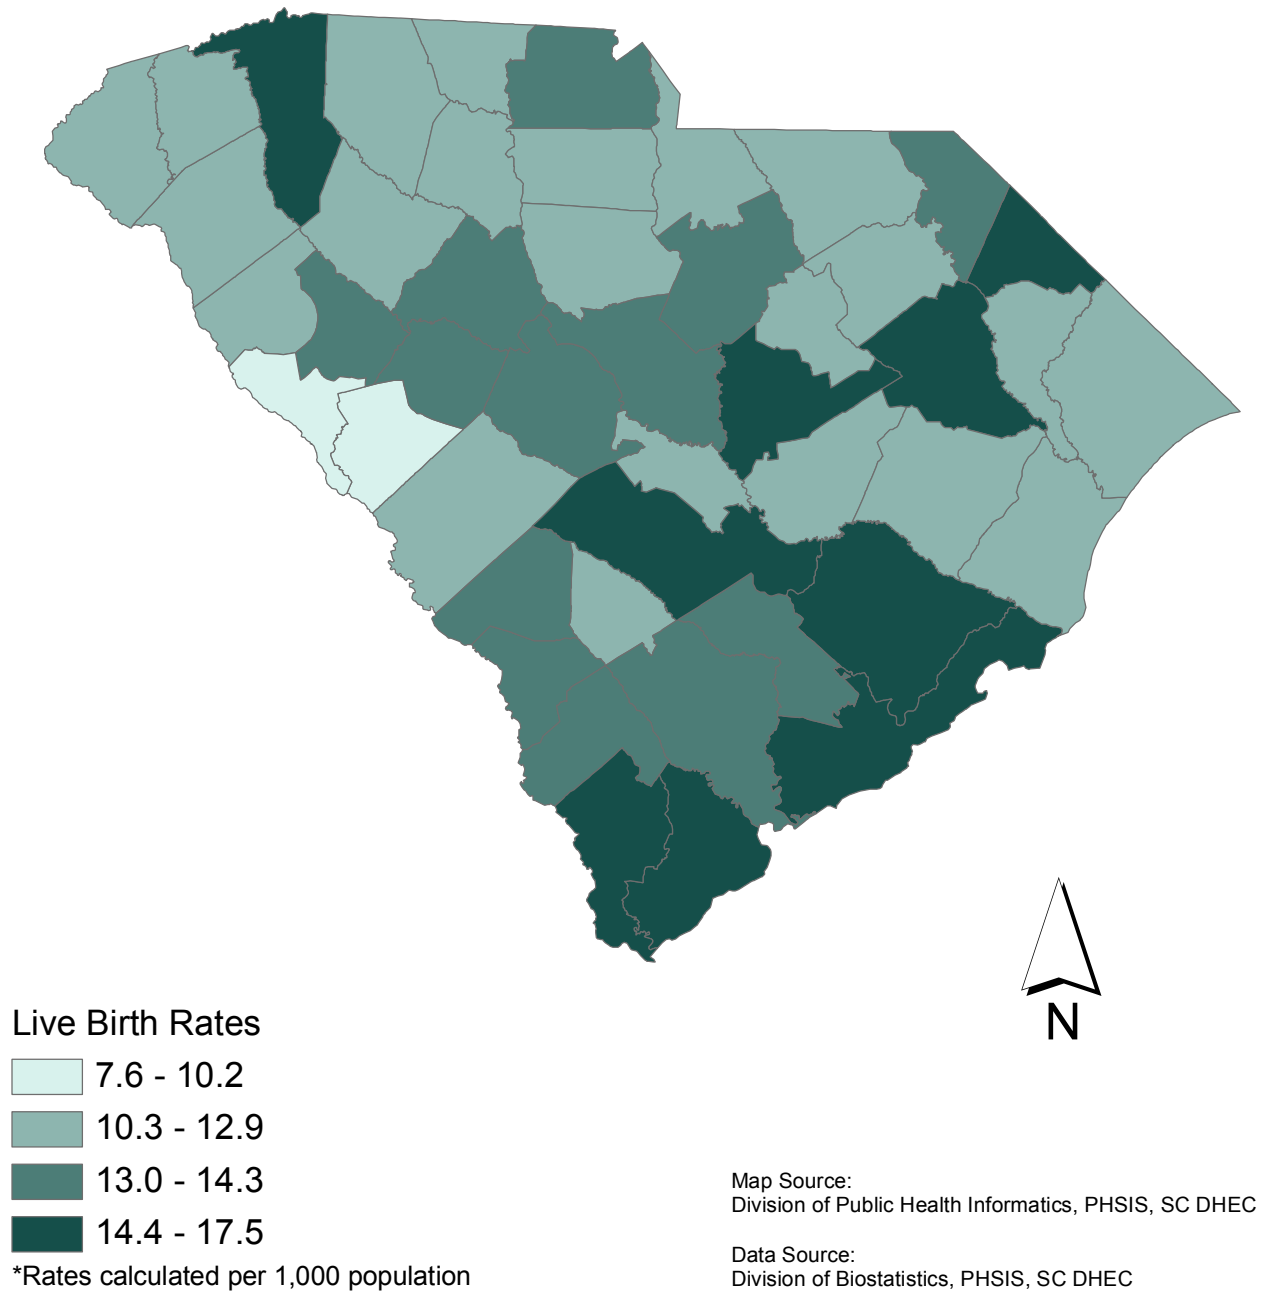 N
Live Birth Rates
7.6 - 10.2
10.3 - 12.9
13.0 - 14.3
14.4 - 17.5
*Rates calculated per 1,000 population
Map Source:
Division of Public Health Informatics, PHSIS, SC DHEC
Data Source:
Division of Biostatistics, PHSIS, SC DHEC